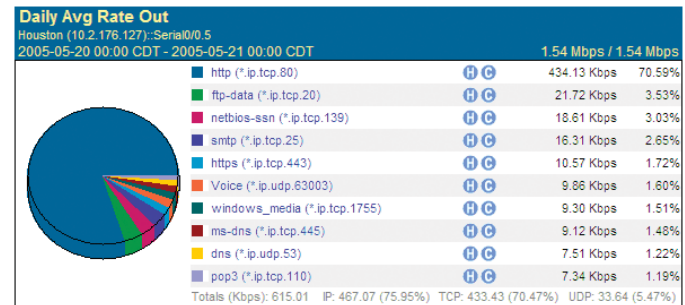 Daily Avg Rate Out
Houston (10.2.176.127)::Serial0/0.5
2005-05-20 00:00 CDT - 2005-05-21 00:00 CDT 1.54 Mbps / 1.54 Mbps
http (*.ip.tcp.80) H C 434.13 Kbps 70.59%
ftp-data (*.ip.tcp.20) H C 21.72 Kbps 3.53%
netbios-ssn (*.ip.tcp.139) H C 18.61 Kbps 3.03%
smtp (*.ip.tcp.25) H C 16.31 Kbps 2.65%
https (*.ip.tcp.443) H C 10.57 Kbps 1.72%
Voice (*.ip.udp.63003) H C 9.86 Kbps 1.60%
windows_media (*.ip.tcp.1755) H C 9.30 Kbps 1.51%
ms-dns (*.ip.tcp.445) H C 9.12 Kbps 1.48%
dns (*.ip.udp.53) H C 7.51 Kbps 1.22%
pop3 (*.ip.tcp.110) H C 7.34 Kbps 1.19%
Totals (Kbps): 615.01 IP: 467.07 (75.95%) TCP: 433.43 (70.47%) UDP: 33.64 (5.47%)